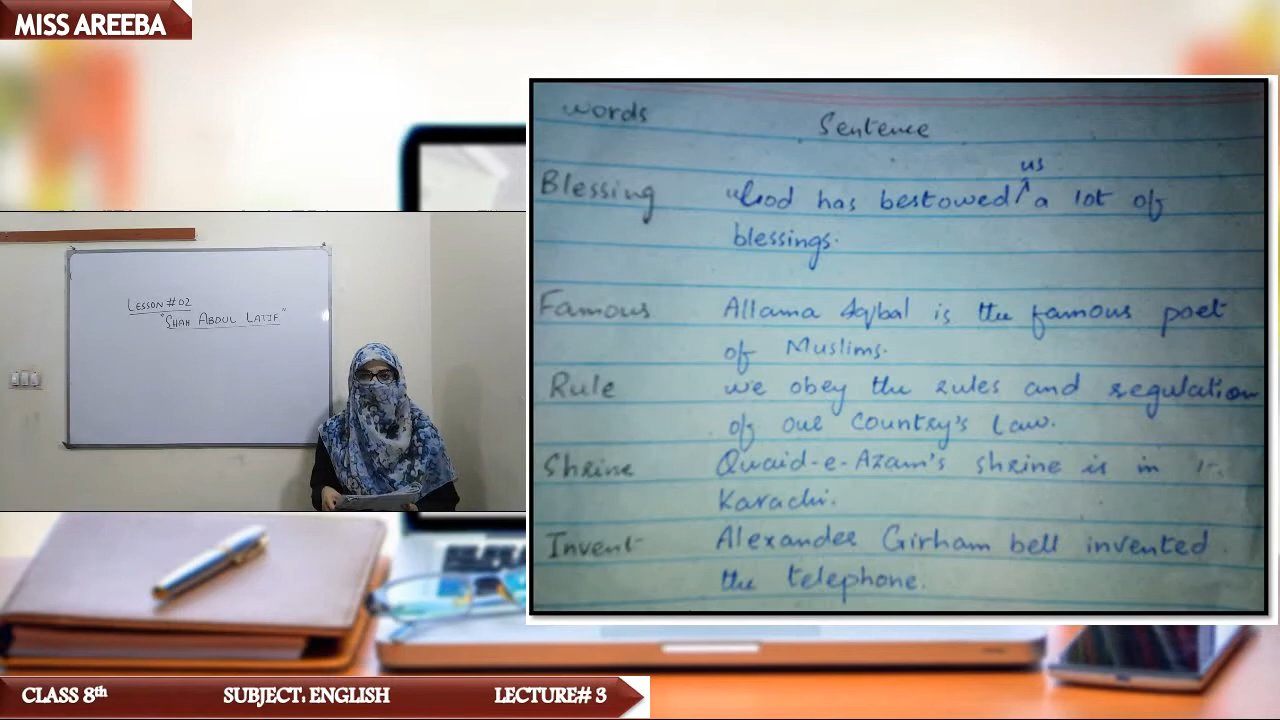 MISS AREEBA
LESSON # 02
"SHAH ABDUL LATIF"
words Sentence
us
Blessing God has bestowed a lot of
blessings.
Famous Allama Iqbal is the famous poet
of Muslims.
Rule we obey the rules and regulation
of our Country's Law.
Shrine Quaid-e-Azam's shrine is in
Karachi.
Invent Alexander Girham bell invented
the telephone.
CLASS 8th SUBJECT: ENGLISH LECTURE# 3